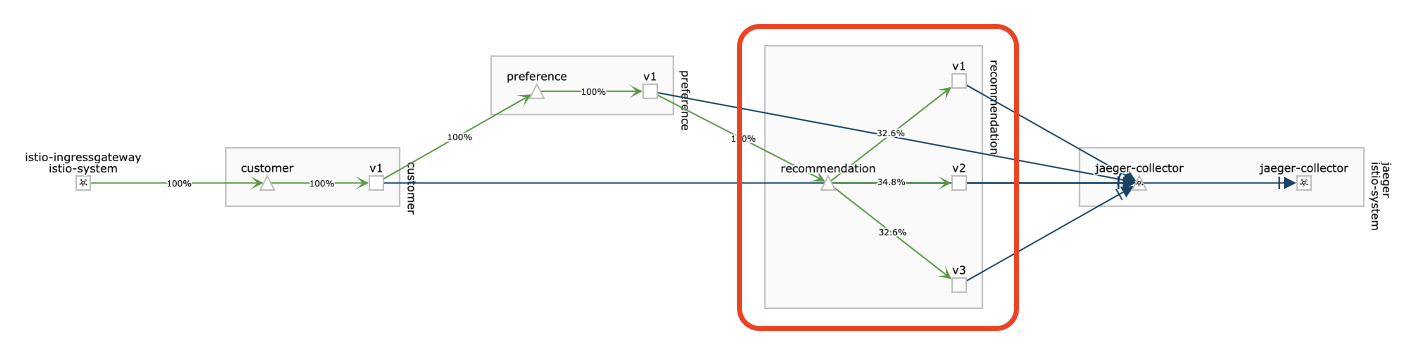 istio-ingressgateway
istio-system
100%
customer
100%
v1
customer
100%
preference
100%
v1
preference
100%
recommendation
32.6%
34.8%
32.6%
v1
v2
v3
recommendation
jaeger-collector
jaeger-collector
jaeger
istio-system